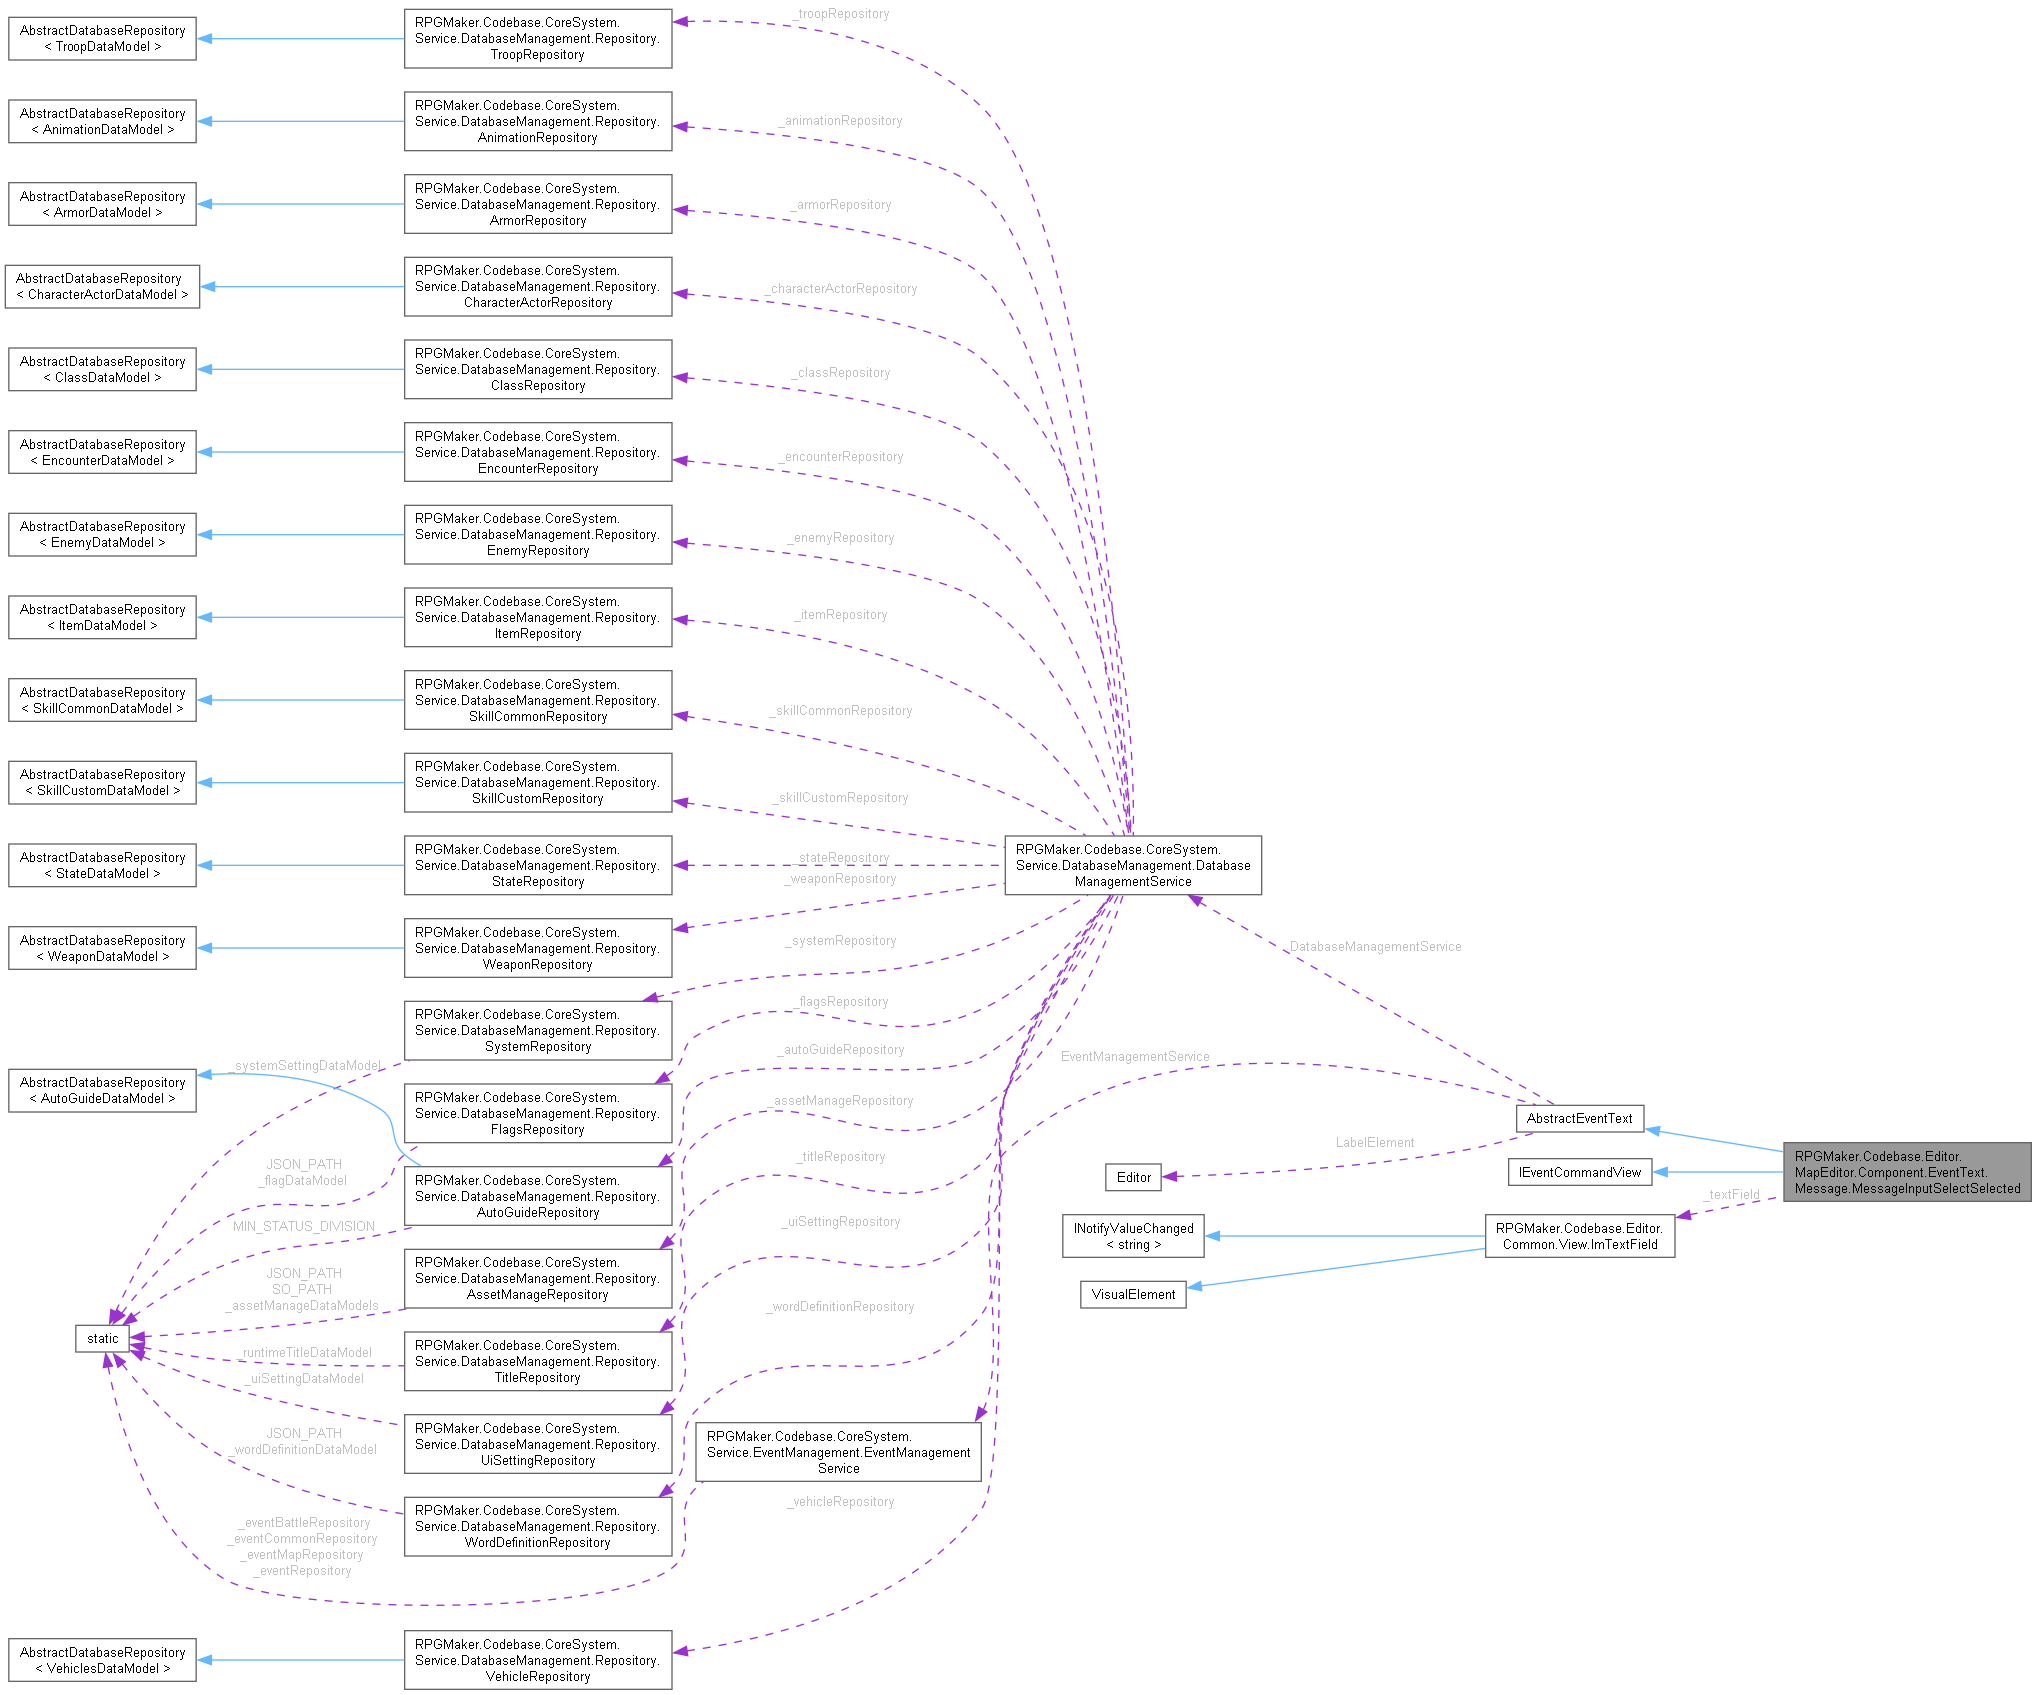 AbstractDatabaseRepository
< TroopDataModel >
RPGMaker.Codebase.CoreSystem.
Service.DatabaseManagement.Repository.
TroopRepository
_troopRepository
AbstractDatabaseRepository
< AnimationDataModel >
RPGMaker.Codebase.CoreSystem.
Service.DatabaseManagement.Repository.
AnimationRepository
_animationRepository
AbstractDatabaseRepository
< ArmorDataModel >
RPGMaker.Codebase.CoreSystem.
Service.DatabaseManagement.Repository.
ArmorRepository
_armorRepository
AbstractDatabaseRepository
< CharacterActorDataModel >
RPGMaker.Codebase.CoreSystem.
Service.DatabaseManagement.Repository.
CharacterActorRepository
_characterActorRepository
AbstractDatabaseRepository
< ClassDataModel >
RPGMaker.Codebase.CoreSystem.
Service.DatabaseManagement.Repository.
ClassRepository
_classRepository
AbstractDatabaseRepository
< EncounterDataModel >
RPGMaker.Codebase.CoreSystem.
Service.DatabaseManagement.Repository.
EncounterRepository
_encounterRepository
AbstractDatabaseRepository
< EnemyDataModel >
RPGMaker.Codebase.CoreSystem.
Service.DatabaseManagement.Repository.
EnemyRepository
_enemyRepository
AbstractDatabaseRepository
< ItemDataModel >
RPGMaker.Codebase.CoreSystem.
Service.DatabaseManagement.Repository.
ItemRepository
_itemRepository
AbstractDatabaseRepository
< SkillCommonDataModel >
RPGMaker.Codebase.CoreSystem.
Service.DatabaseManagement.Repository.
SkillCommonRepository
_skillCommonRepository
AbstractDatabaseRepository
< SkillCustomDataModel >
RPGMaker.Codebase.CoreSystem.
Service.DatabaseManagement.Repository.
SkillCustomRepository
_skillCustomRepository
AbstractDatabaseRepository
< StateDataModel >
RPGMaker.Codebase.CoreSystem.
Service.DatabaseManagement.Repository.
StateRepository
_stateRepository
_weaponRepository
RPGMaker.Codebase.CoreSystem.
Service.DatabaseManagement.Database
ManagementService
AbstractDatabaseRepository
< WeaponDataModel >
RPGMaker.Codebase.CoreSystem.
Service.DatabaseManagement.Repository.
WeaponRepository
_systemRepository
DatabaseManagementService
RPGMaker.Codebase.CoreSystem.
Service.DatabaseManagement.Repository.
SystemRepository
_flagsRepository
_systemSettingDataModel
_autoGuideRepository
EventManagementService
AbstractDatabaseRepository
< AutoGuideDataModel >
RPGMaker.Codebase.CoreSystem.
Service.DatabaseManagement.Repository.
FlagsRepository
_assetManageRepository
AbstractEventText
LabelElement
JSON_PATH
_flagDataModel
_titleRepository
Editor
IEventCommandView
RPGMaker.Codebase.Editor.
MapEditor.Component.EventText.
Message.MessageInputSelectSelected
RPGMaker.Codebase.CoreSystem.
Service.DatabaseManagement.Repository.
AutoGuideRepository
_textField
MIN_STATUS_DIVISION
_uiSettingRepository
INotifyValueChanged
< string >
RPGMaker.Codebase.Editor.
Common.View.ImTextField
JSON_PATH
SO_PATH
_assetManageDataModels
RPGMaker.Codebase.CoreSystem.
Service.DatabaseManagement.Repository.
AssetManageRepository
_wordDefinitionRepository
VisualElement
static
_runtimeTitleDataModel
RPGMaker.Codebase.CoreSystem.
Service.DatabaseManagement.Repository.
TitleRepository
_uiSettingDataModel
RPGMaker.Codebase.CoreSystem.
Service.DatabaseManagement.Repository.
UiSettingRepository
JSON_PATH
_wordDefinitionDataModel
RPGMaker.Codebase.CoreSystem.
Service.EventManagement.EventManagement
Service
_vehicleRepository
RPGMaker.Codebase.CoreSystem.
Service.DatabaseManagement.Repository.
WordDefinitionRepository
_eventBattleRepository
_eventCommonRepository
_eventMapRepository
_eventRepository
AbstractDatabaseRepository
< VehiclesDataModel >
RPGMaker.Codebase.CoreSystem.
Service.DatabaseManagement.Repository.
VehicleRepository